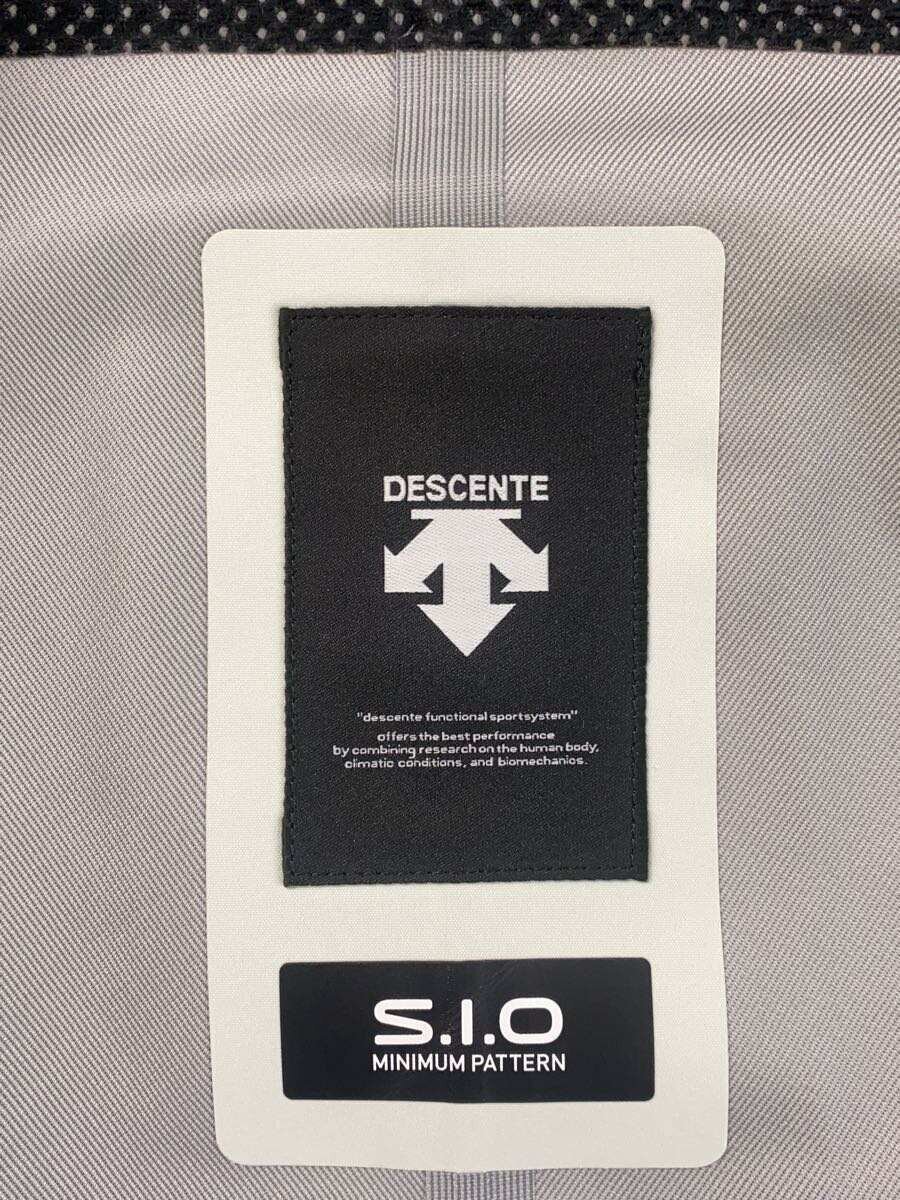 DESCENTE
"descente functional sportsystem"
offers the best performance
by combining research on the human body,
climatic conditions, and biomechanics.
S.I.O
MINIMUM PATTERN